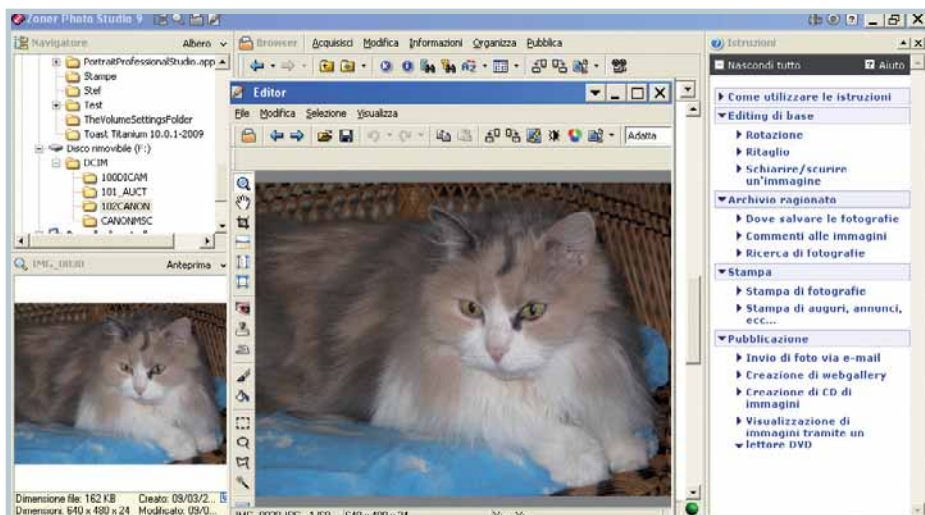 Zoner Photo Studio 9
Navigatore Albero
PortraitProfessionalStudio.app
Stampe
Stef
Test
TheVolumeSettingsFolder
Toast Titanium 10.0.1-2009
Disco rimovibile (F:)
DCIM
100DICAM
101_AUCT
102CANON
CANONMSC
Anteprima
Dimensione file: 162 KB Creato: 09/03/2...
Dimensioni: 640 x 480 x 24 Modificato: 09/0...
Browser Acquisisci Modifica Informazioni Organizza Pubblica
Editor
File Modifica Selezione Visualizza
Adatta
Istruzioni
Nascondi tutto Aiuto
Come utilizzare le istruzioni
Editing di base
Rotazione
Ritaglio
Schiarire/scurire
un'immagine
Archivio ragionato
Dove salvare le fotografie
Commenti alle immagini
Ricerca di fotografie
Stampa
Stampa di fotografie
Stampa di auguri, annunci,
ecc...
Pubblicazione
Invio di foto via e-mail
Creazione di webgallery
Creazione di CD di
immagini
Visualizzazione di
immagini tramite un
lettore DVD